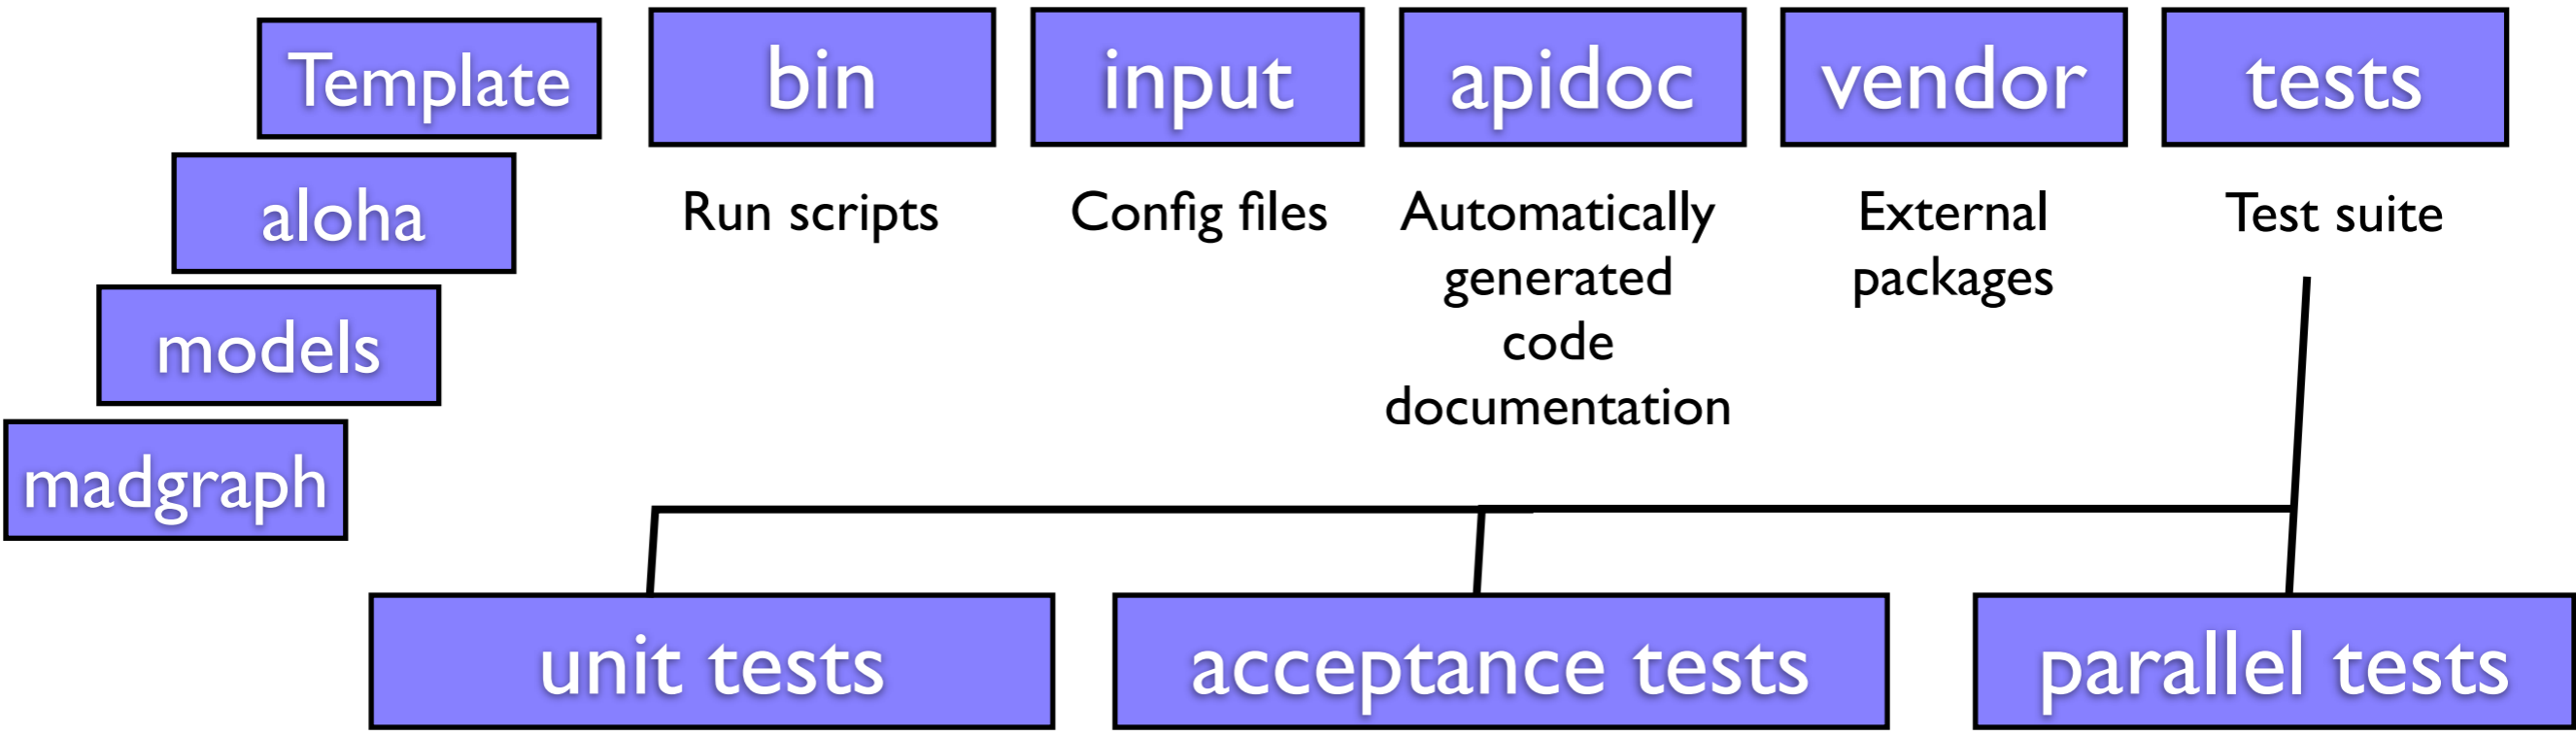 Template
bin
input
apidoc
vendor
tests
aloha
models
madgraph
Run scripts
Config files
Automatically
generated
code
documentation
External
packages
Test suite
unit tests
acceptance tests
parallel tests